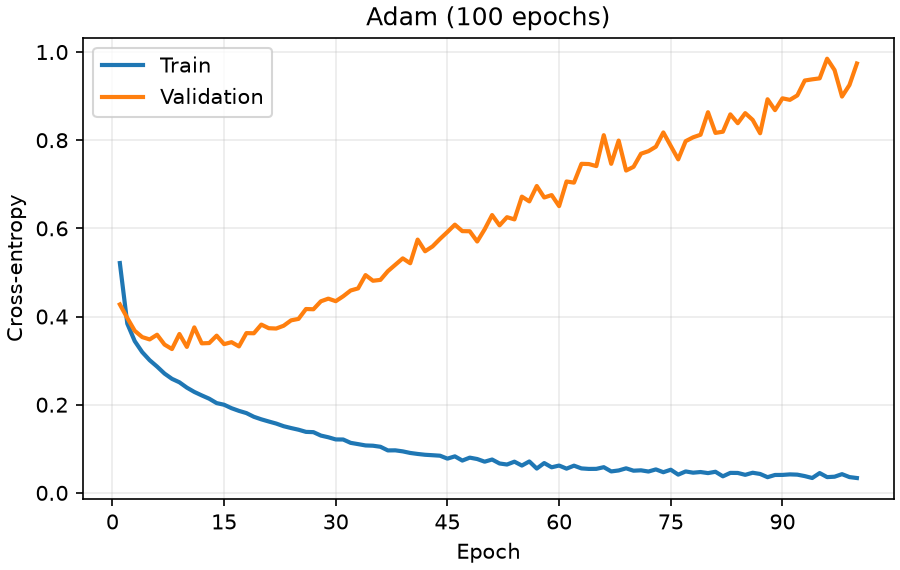 Adam (100 epochs)
Train
Validation
Cross-entropy
1.0
0.8
0.6
0.4
0.2
0.0
0 15 30 45 60 75 90
Epoch